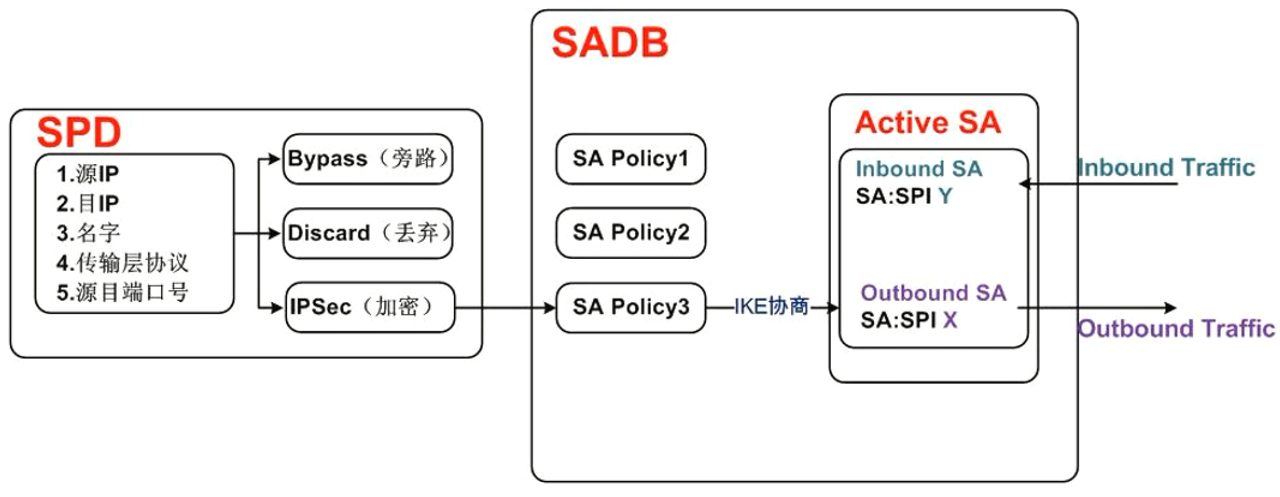 SPD
1.源IP
2.目IP
3.名字
4.传输层协议
5.源目端口号
Bypass（旁路）
Discard（丢弃）
IPSec（加密）
SADB
SA Policy1
SA Policy2
SA Policy3
IKE协商
Active SA
Inbound SA
SA:SPI Y
Outbound SA
SA:SPI X
Inbound Traffic
Outbound Traffic